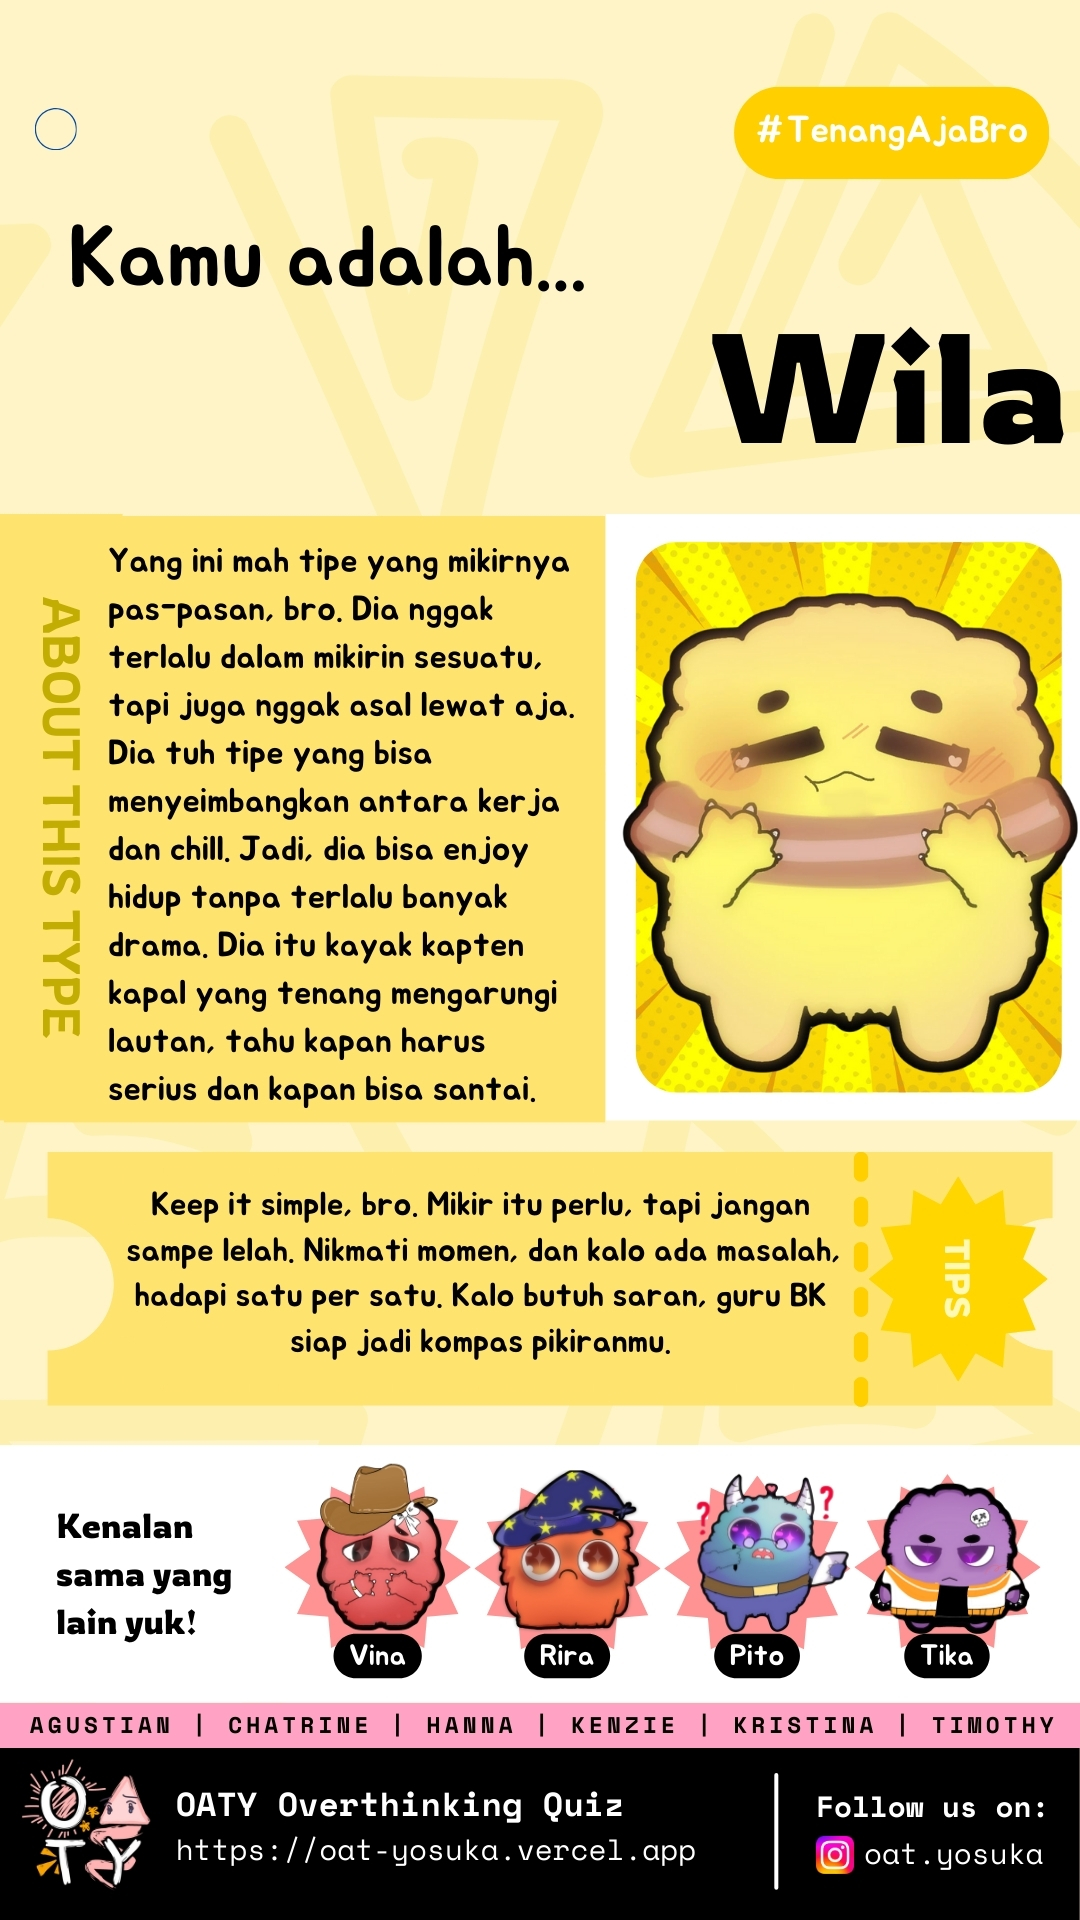 #TenangAjaBro
Kamu adalah...
Wila
ABOUT THIS TYPE
Yang ini mah tipe yang mikirnya
pas-pasan, bro. Dia nggak
terlalu dalam mikirin sesuatu,
tapi juga nggak asal lewat aja.
Dia tuh tipe yang bisa
menyeimbangkan antara kerja
dan chill. Jadi, dia bisa enjoy
hidup tanpa terlalu banyak
drama. Dia itu kayak kapten
kapal yang tenang mengarungi
lautan, tahu kapan harus
serius dan kapan bisa santai.
Keep it simple, bro. Mikir itu perlu, tapi jangan
sampe lelah. Nikmati momen, dan kalo ada masalah,
hadapi satu per satu. Kalo butuh saran, guru BK
siap jadi kompas pikiranmu.
TIPS
Kenalan
sama yang
lain yuk!
? ?
Vina Rira Pito Tika
AGUSTIAN | CHATRINE | HANNA | KENZIE | KRISTINA | TIMOTHY
OATY
OATY Overthinking Quiz
https://oat-yosuka.vercel.app
Follow us on:
oat.yosuka